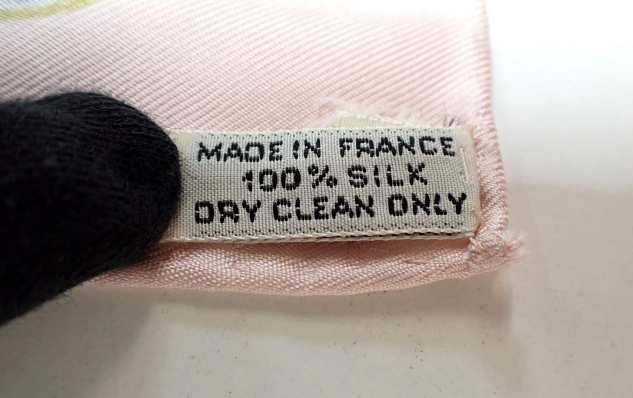 MADE IN FRANCE
100% SILK
DRY CLEAN ONLY